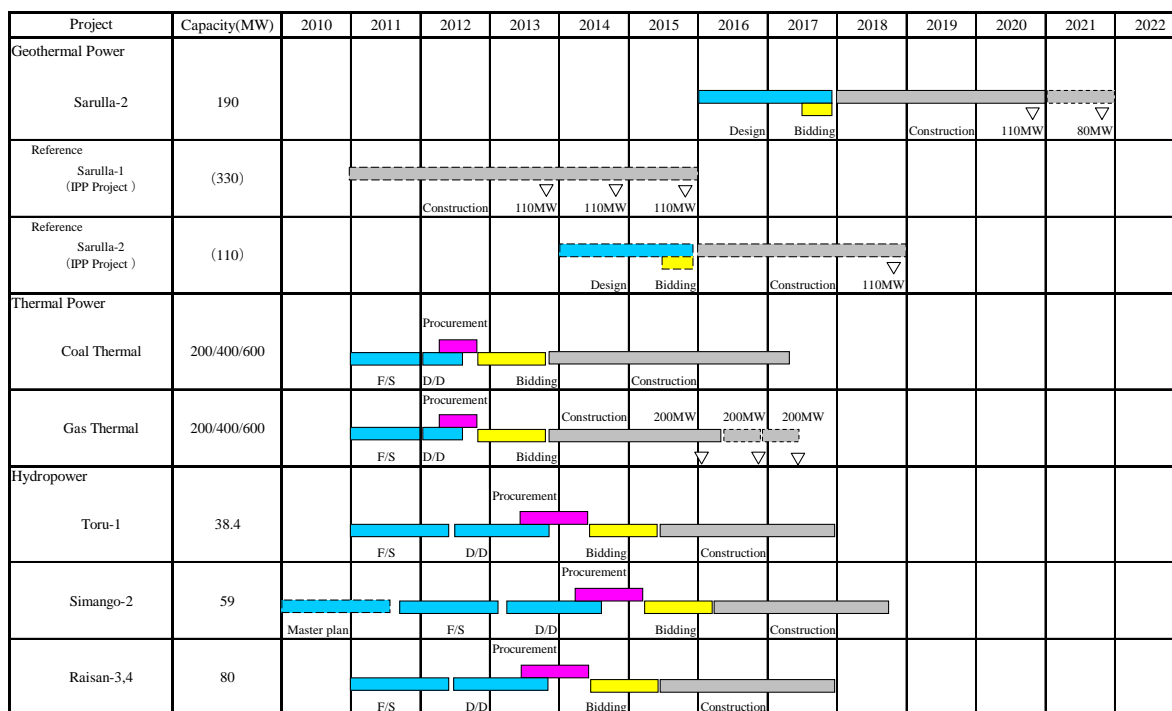 Project Capacity(MW) 2010 2011 2012 2013 2014 2015 2016 2017 2018 2019 2020 2021 2022
Geothermal Power
Sarulla-2 190
Design Bidding Construction 110MW 80MW
Reference
Sarulla-1
（IPP Project ）
（330）
Construction 110MW 110MW 110MW
Reference
Sarulla-2
（IPP Project ）
（110）
Design Bidding Construction 110MW
Thermal Power
Procurement
Coal Thermal 200/400/600
F/S D/D Bidding Construction
Procurement
Construction 200MW 200MW 200MW
Gas Thermal 200/400/600
F/S D/D Bidding
Hydropower
Procurement
Toru-1 38.4
F/S D/D Bidding Construction
Procurement
Simango-2 59
Master plan F/S D/D Bidding Construction
Procurement
Raisan-3,4 80
F/S D/D Bidding Construction